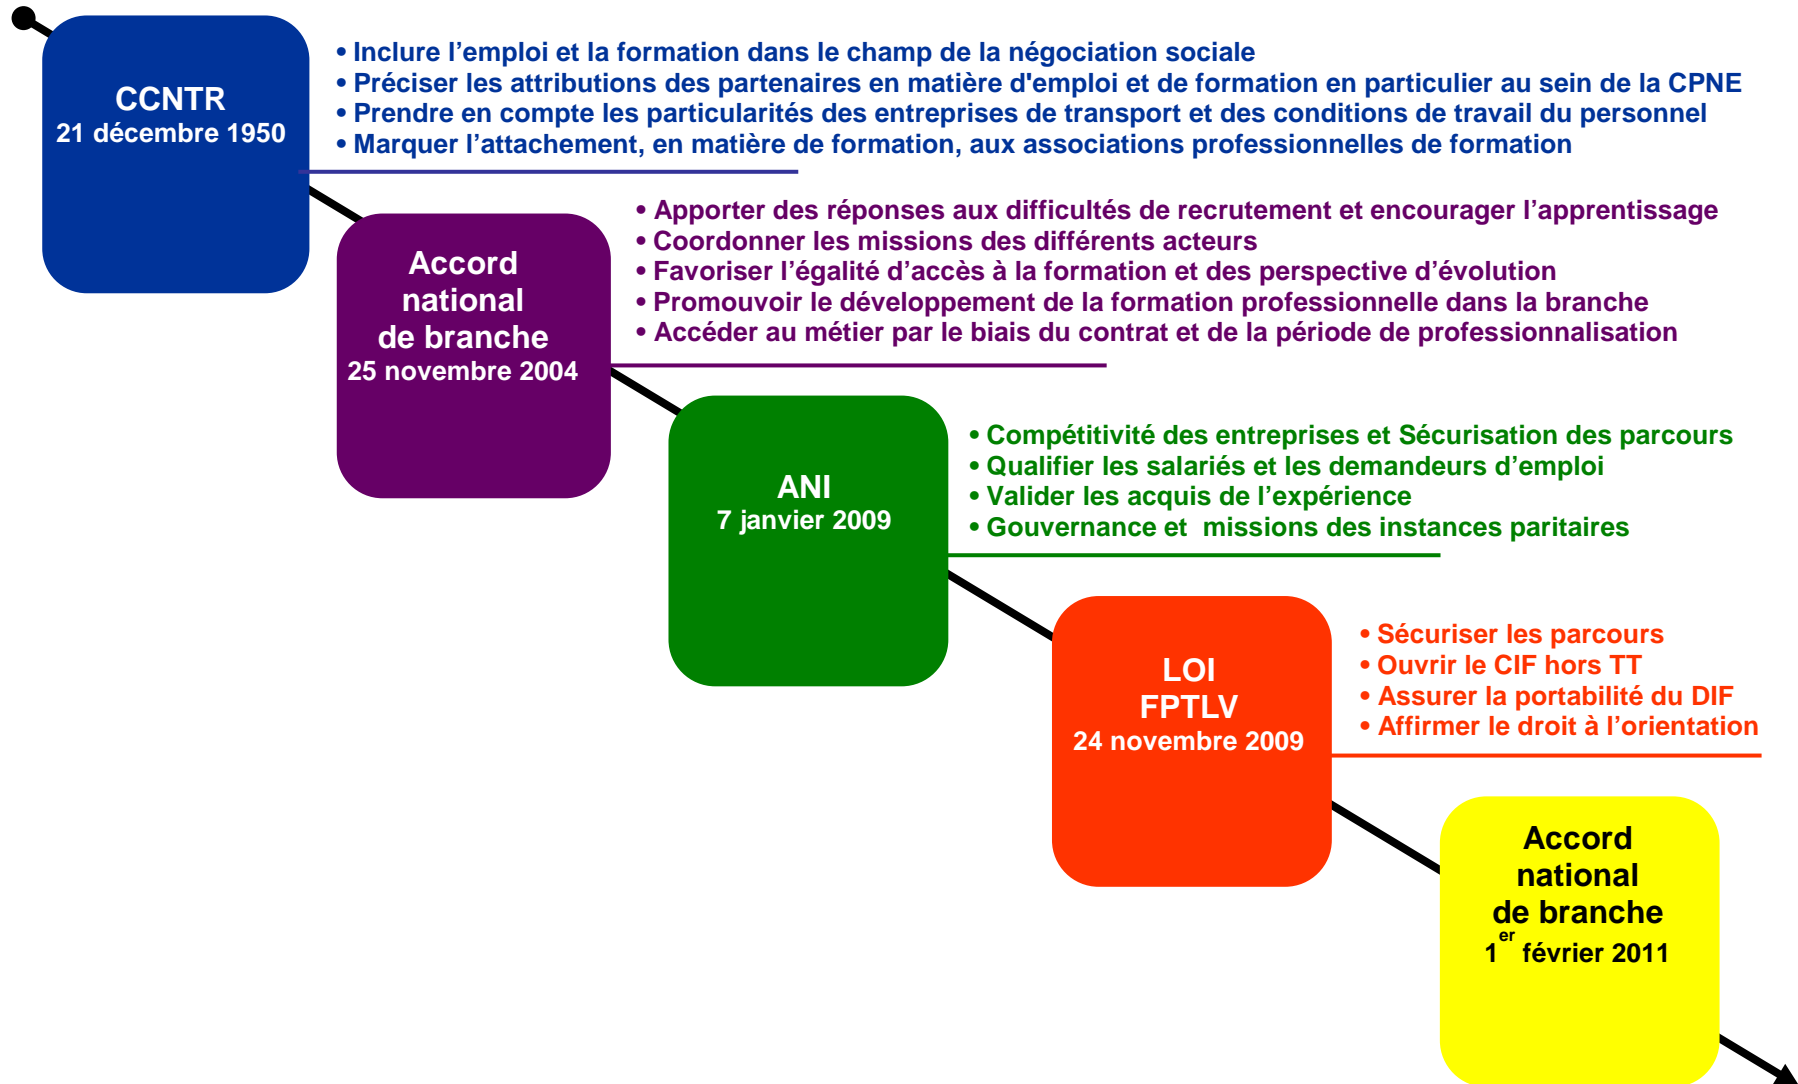 CCNTR
21 décembre 1950
• Inclure l’emploi et la formation dans le champ de la négociation sociale
• Préciser les attributions des partenaires en matière d'emploi et de formation en particulier au sein de la CPNE
• Prendre en compte les particularités des entreprises de transport et des conditions de travail du personnel
• Marquer l’attachement, en matière de formation, aux associations professionnelles de formation
Accord
national
de branche
25 novembre 2004
• Apporter des réponses aux difficultés de recrutement et encourager l’apprentissage
• Coordonner les missions des différents acteurs
• Favoriser l’égalité d’accès à la formation et des perspective d’évolution
• Promouvoir le développement de la formation professionnelle dans la branche
• Accéder au métier par le biais du contrat et de la période de professionnalisation
ANI
7 janvier 2009
• Compétitivité des entreprises et Sécurisation des parcours
• Qualifier les salariés et les demandeurs d’emploi
• Valider les acquis de l’expérience
• Gouvernance et  missions des instances paritaires
LOI
FPTLV
24 novembre 2009
• Sécuriser les parcours
• Ouvrir le CIF hors TT
• Assurer la portabilité du DIF
• Affirmer le droit à l’orientation
Accord
national
de branche
1er février 2011